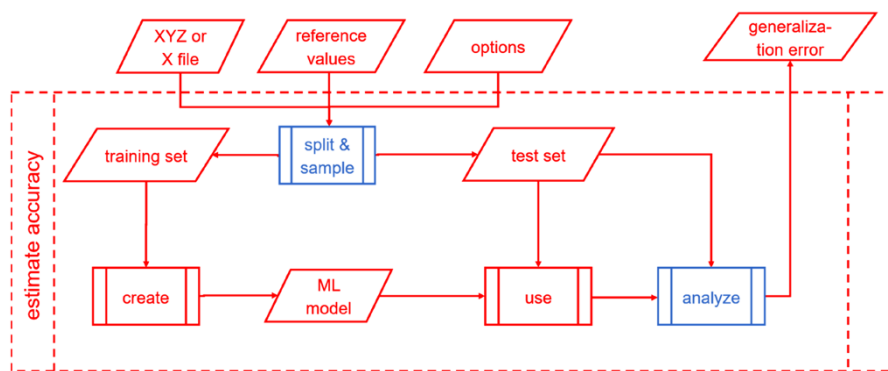 XYZ or
X file
reference
values
options
generaliza-
tion error
estimate accuracy
training set
split &
sample
test set
create
ML
model
use
analyze